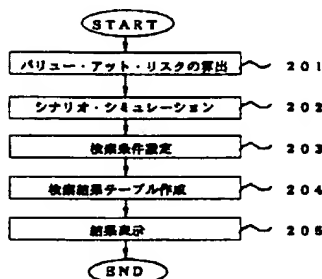 START
バリュー・アット・リスクの算出 201
シナリオ・シミュレーション 202
検索条件設定 203
検索結果テーブル作成 204
結果表示 205
END